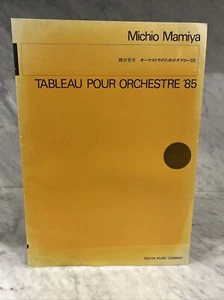 Michio Mamiya
間宮芳生 オーケストラのためのタブロー '85
TABLEAU POUR ORCHESTRE '85
ZEN-ON MUSIC COMPANY